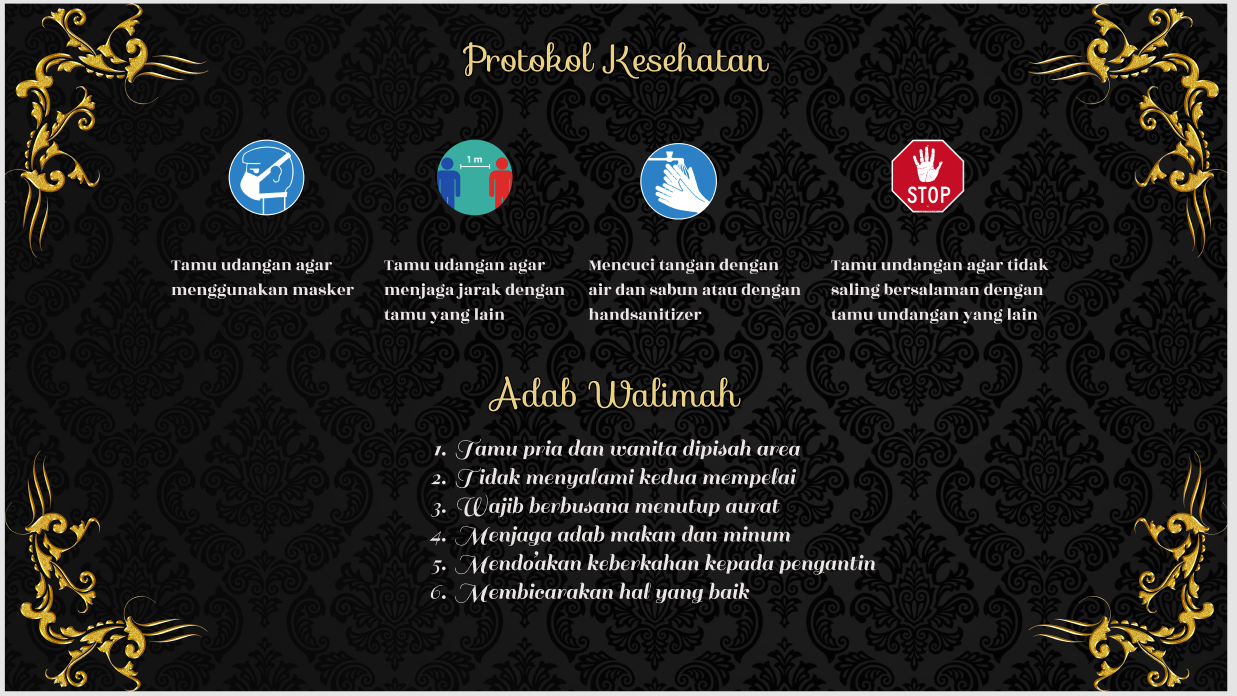 Protokol Kesehatan
1 m
STOP
Tamu udangan agar
menggunakan masker
Tamu udangan agar
menjaga jarak dengan
tamu yang lain
Mencuci tangan dengan
air dan sabun atau dengan
handsanitizer
Tamu undangan agar tidak
saling bersalaman dengan
tamu undangan yang lain
Adab Walimah
1. Tamu pria dan wanita dipisah area
2. Tidak menyalami kedua mempelai
3. Wajib berbusana menutup aurat
4. Menjaga adab makan dan minum
5. Mendo'akan keberkahan kepada pengantin
6. Membicarakan hal yang baik